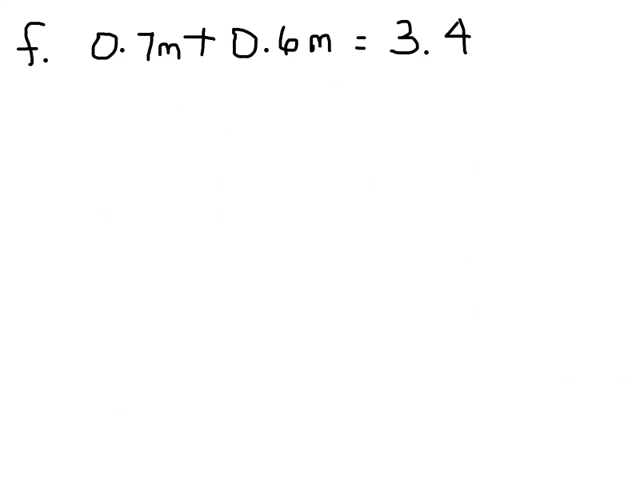 f. 0.7m + 0.6m = 3.4